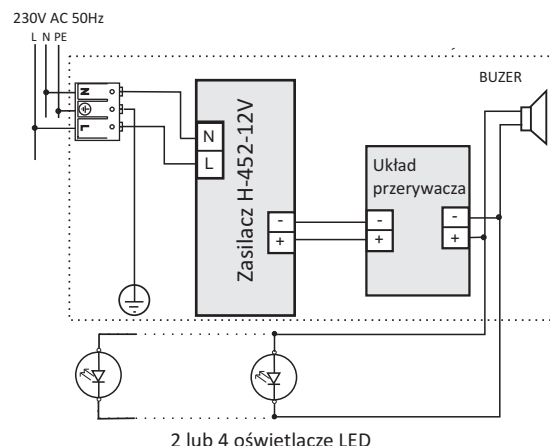 230V AC 50Hz
L N PE
BUZER
N
L
Zasilacz H-452-12V
N
L
-
+
Układ
przerywacza
-
+
-
+
2 lub 4 oświetlacze LED